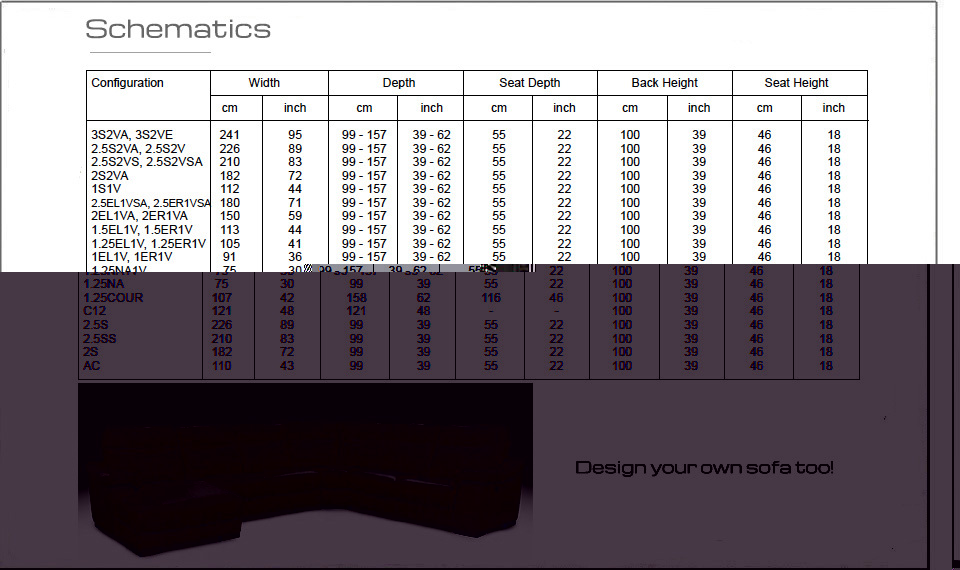 Schematics
Configuration Width Depth Seat Depth Back Height Seat Height
cm inch cm inch cm inch cm inch cm inch
3S2VA, 3S2VE 241 95 99 - 157 39 - 62 55 22 100 39 46 18
2.5S2VA, 2.5S2V 226 89 99 - 157 39 - 62 55 22 100 39 46 18
2.5S2VS, 2.5S2VSA 210 83 99 - 157 39 - 62 55 22 100 39 46 18
2S2VA 182 72 99 - 157 39 - 62 55 22 100 39 46 18
1S1V 112 44 99 - 157 39 - 62 55 22 100 39 46 18
2.5EL1VSA, 2.5ER1VSA 180 71 99 - 157 39 - 62 55 22 100 39 46 18
2EL1VA, 2ER1VA 150 59 99 - 157 39 - 62 55 22 100 39 46 18
1.5EL1V, 1.5ER1V 113 44 99 - 157 39 - 62 55 22 100 39 46 18
1.25EL1V, 1.25ER1V 105 41 99 - 157 39 - 62 55 22 100 39 46 18
1EL1V, 1ER1V 91 36 99 - 157 39 - 62 55 22 100 39 46 18
1.25NA1V 75 30 99 - 157 39 - 62 55 22 100 39 46 18
1.25NA 75 30 99 39 55 22 100 39 46 18
1.25COUR 107 42 158 62 116 46 100 39 46 18
C12 121 48 121 48 - - 100 39 46 18
2.5S 226 89 99 39 55 22 100 39 46 18
2.5SS 210 83 99 39 55 22 100 39 46 18
2S 182 72 99 39 55 22 100 39 46 18
AC 110 43 99 39 55 22 100 39 46 18
Design your own sofa too!